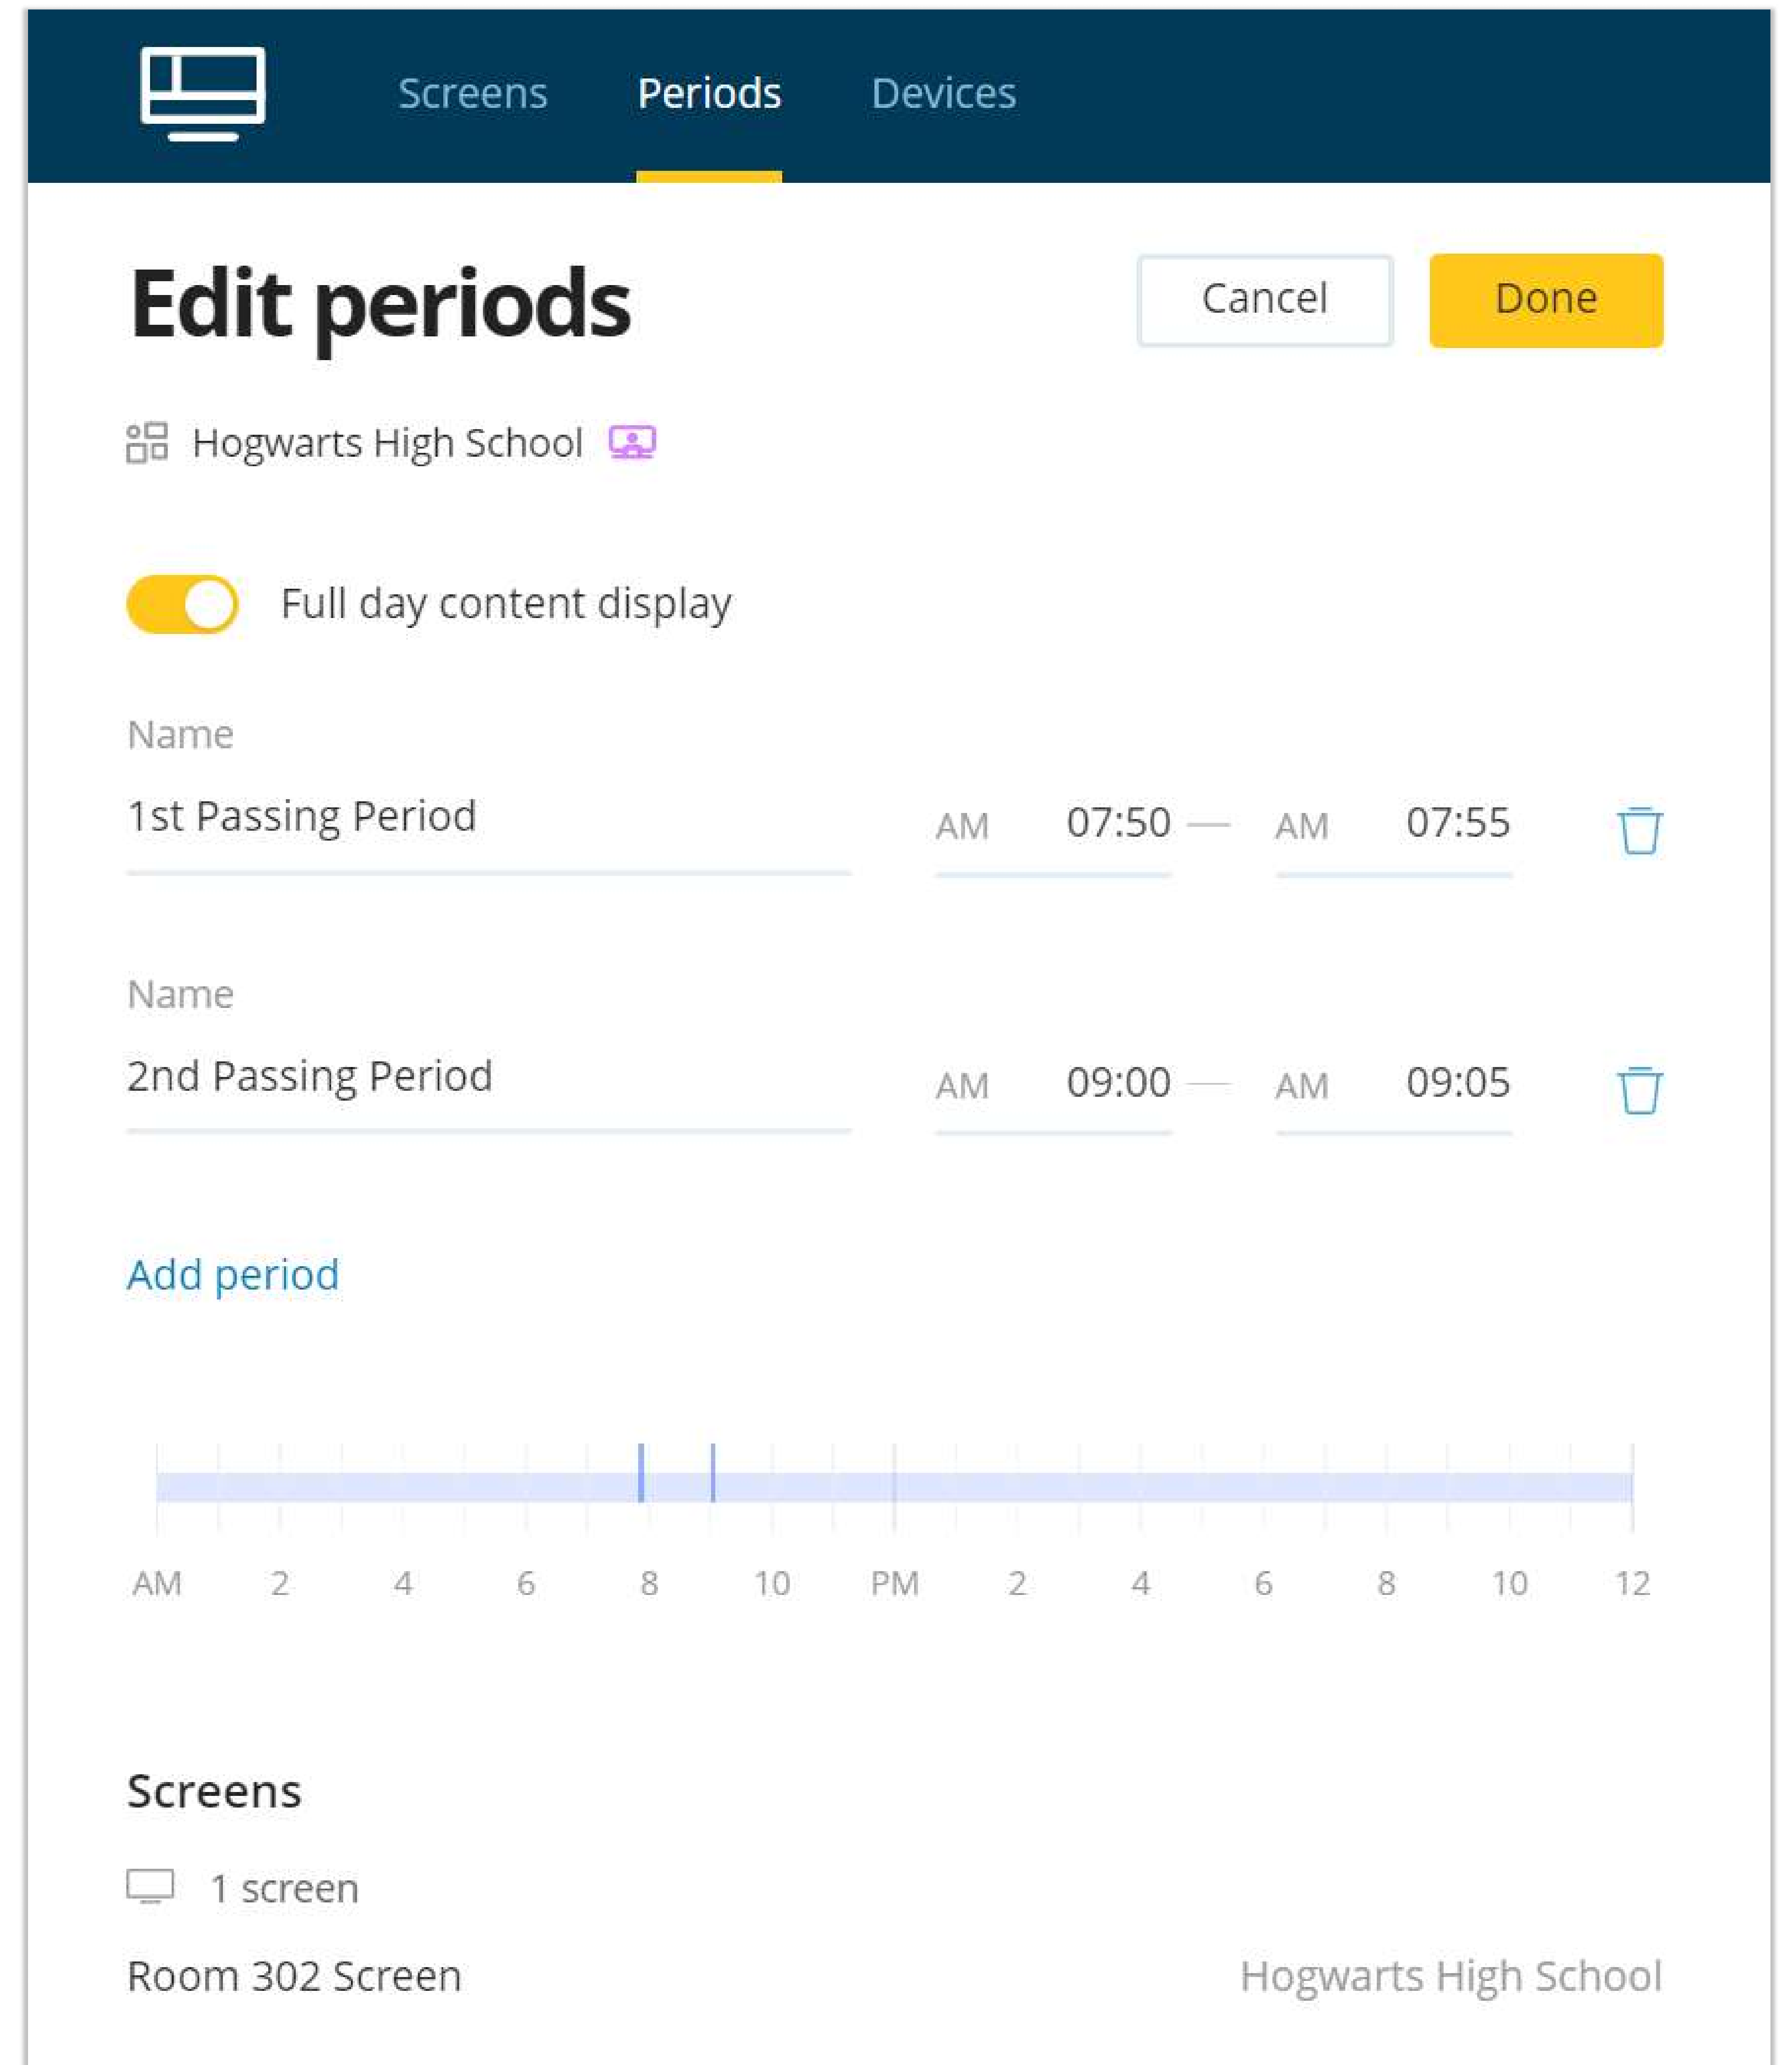 Screens Periods Devices
Edit periods
Cancel Done
Hogwarts High School
Full day content display
Name
1st Passing Period AM 07:50 — AM 07:55
Name
2nd Passing Period AM 09:00 — AM 09:05
Add period
AM 2 4 6 8 10 PM 2 4 6 8 10 12
Screens
1 screen
Room 302 Screen Hogwarts High School